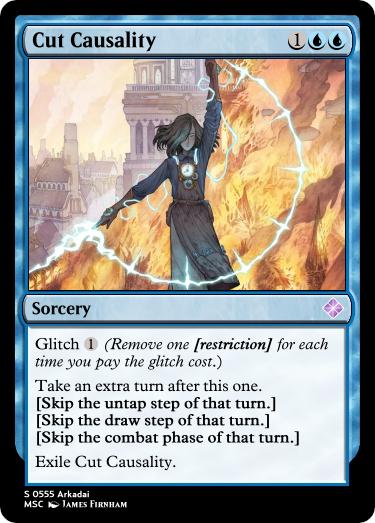 Cut Causality 1UU
Sorcery
Glitch 1 (Remove one [restriction] for each
time you pay the glitch cost.)
Take an extra turn after this one.
[Skip the untap step of that turn.]
[Skip the draw step of that turn.]
[Skip the combat phase of that turn.]
Exile Cut Causality.
S 0555 Arkadai
MSC James Firnham